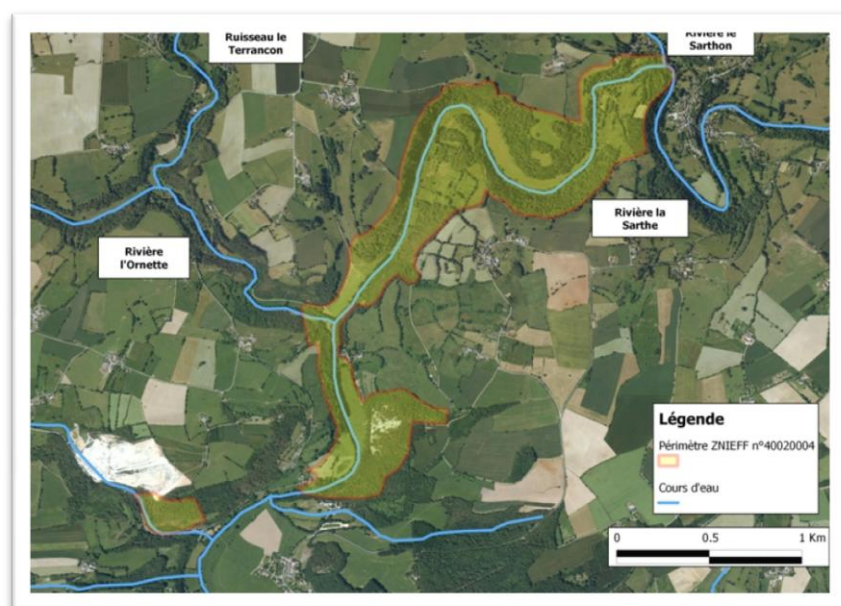 Ruisseau le
Terrancon
Rivière le
Sarthon
Rivière la
Sarthe
Rivière
l'Ornette
Légende
Périmètre ZNIEFF n°40020004
Cours d'eau
0 0.5 1 Km